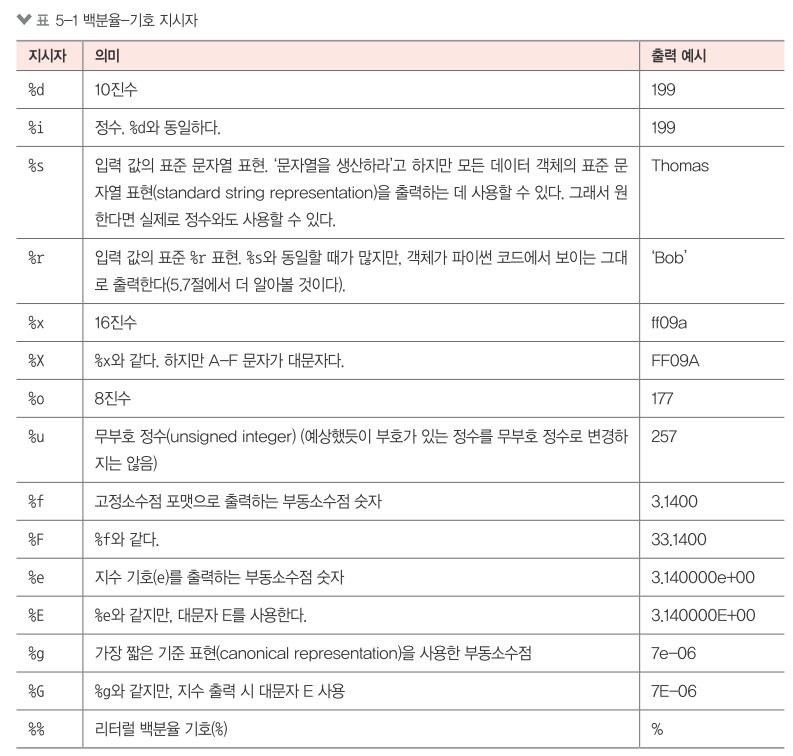 표 5-1 백분율-기호 지시자
지시자 의미 출력 예시
%d 10진수 199
%i 정수. %d와 동일하다. 199
%s 입력 값의 표준 문자열 표현. ‘문자열을 생산하라’고 하지만 모든 데이터 객체의 표준 문 Thomas
자열 표현(standard string representation)을 출력하는 데 사용할 수 있다. 그래서 원
한다면 실제로 정수와도 사용할 수 있다.
%r 입력 값의 표준 %r 표현. %s와 동일할 때가 많지만, 객체가 파이썬 코드에서 보이는 그대 ‘Bob’
로 출력한다(5.7절에서 더 알아볼 것이다).
%x 16진수 ff09a
%X %x와 같다. 하지만 A-F 문자가 대문자다. FF09A
%o 8진수 177
%u 무부호 정수(unsigned integer) (예상했듯이 부호가 있는 정수를 무부호 정수로 변경하 257
지는 않음)
%f 고정소수점 포맷으로 출력하는 부동소수점 숫자 3.1400
%F %f와 같다. 33.1400
%e 지수 기호(e)를 출력하는 부동소수점 숫자 3.140000e+00
%E %e와 같지만, 대문자 E를 사용한다. 3.140000E+00
%g 가장 짧은 기준 표현(canonical representation)을 사용한 부동소수점 7e-06
%G %g와 같지만, 지수 출력 시 대문자 E 사용 7E-06
%% 리터럴 백분율 기호(%) %